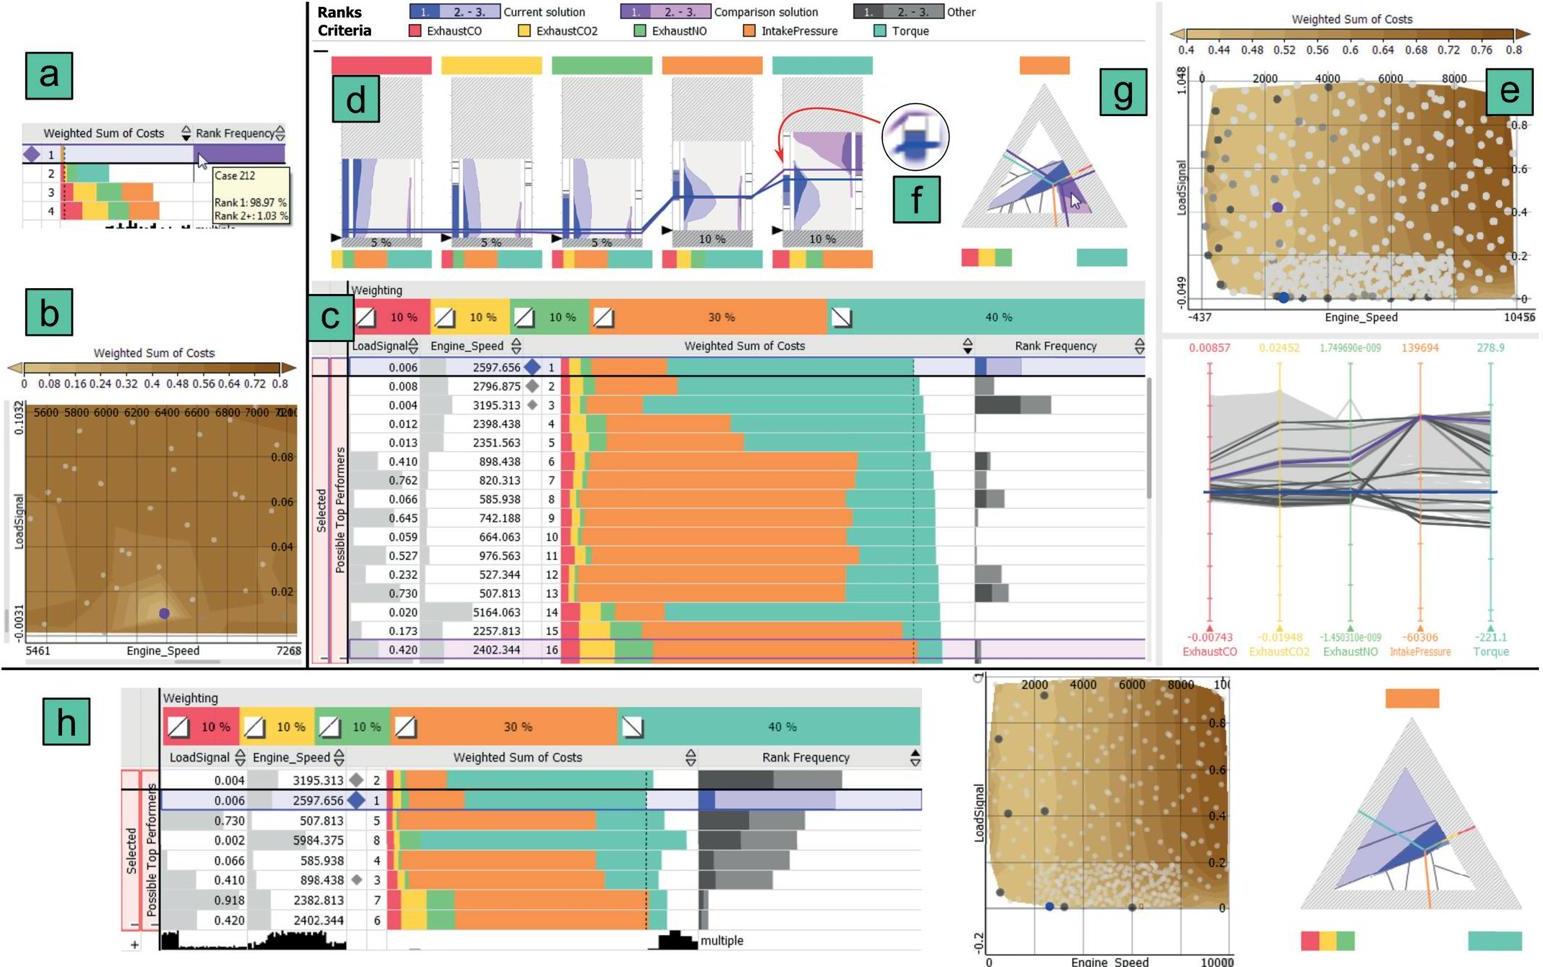 a
Weighted Sum of Costs Rank Frequency
1
2
3
4
Case 212
Rank 1: 98.97 %
Rank 2+: 1.03 %
b
Weighted Sum of Costs
0 0.08 0.16 0.24 0.32 0.4 0.48 0.56 0.64 0.72 0.8
5600 5800 6000 6200 6400 6600 6800 7000
0.1032
0.08
0.06
0.04
0.02
LoadSignal
-0.0031
5461 Engine_Speed 7268
Ranks 1. 2. - 3. Current solution 1. 2. - 3. Comparison solution 1. 2. - 3. Other
Criteria ExhaustCO ExhaustCO2 ExhaustNO IntakePressure Torque
d
5 % 5 % 5 % 10 % 10 %
f
g
c
Weighting
10 % 10 % 10 % 30 % 40 %
LoadSignal Engine_Speed Weighted Sum of Costs Rank Frequency
0.006 2597.656 1
0.008 2796.875 2
0.004 3195.313 3
0.012 2398.438 4
0.013 2351.563 5
0.410 898.438 6
0.762 820.313 7
0.066 585.938 8
0.645 742.188 9
0.059 664.063 10
0.527 976.563 11
0.232 527.344 12
0.730 507.813 13
0.020 5164.063 14
0.173 2257.813 15
0.420 2402.344 16
Selected
Possible Top Performers
Weighted Sum of Costs
0.4 0.44 0.48 0.52 0.56 0.6 0.64 0.68 0.72 0.76 0.8
e
0 2000 4000 6000 8000
1.048
0.8
0.6
0.4
0.2
0
LoadSignal
-0.049
-437 Engine_Speed 10456
0.00857 0.02452 1.749690e-009 139694 278.9
-0.00743 -0.01948 -1.450310e-009 -60306 -221.1
ExhaustCO ExhaustCO2 ExhaustNO IntakePressure Torque
h
Weighting
10 % 10 % 10 % 30 % 40 %
LoadSignal Engine_Speed Weighted Sum of Costs Rank Frequency
0.004 3195.313 2
0.006 2597.656 1
0.730 507.813 5
0.002 5984.375 8
0.066 585.938 4
0.410 898.438 3
0.918 2382.813 7
0.420 2402.344 6
Selected
Possible Top Performers
+ multiple
2000 4000 6000 8000
0.8
0.6
0.4
0.2
0
LoadSignal
-0.2
0 Engine_Speed 10000